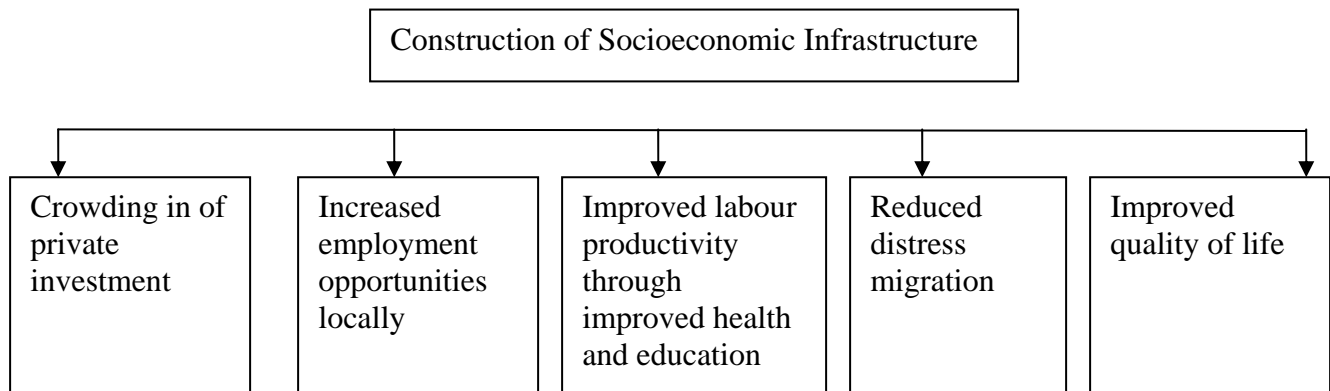 Construction of Socioeconomic Infrastructure
Crowding in of
private
investment
Increased
employment
opportunities
locally
Improved labour
productivity
through
improved health
and education
Reduced
distress
migration
Improved
quality of life